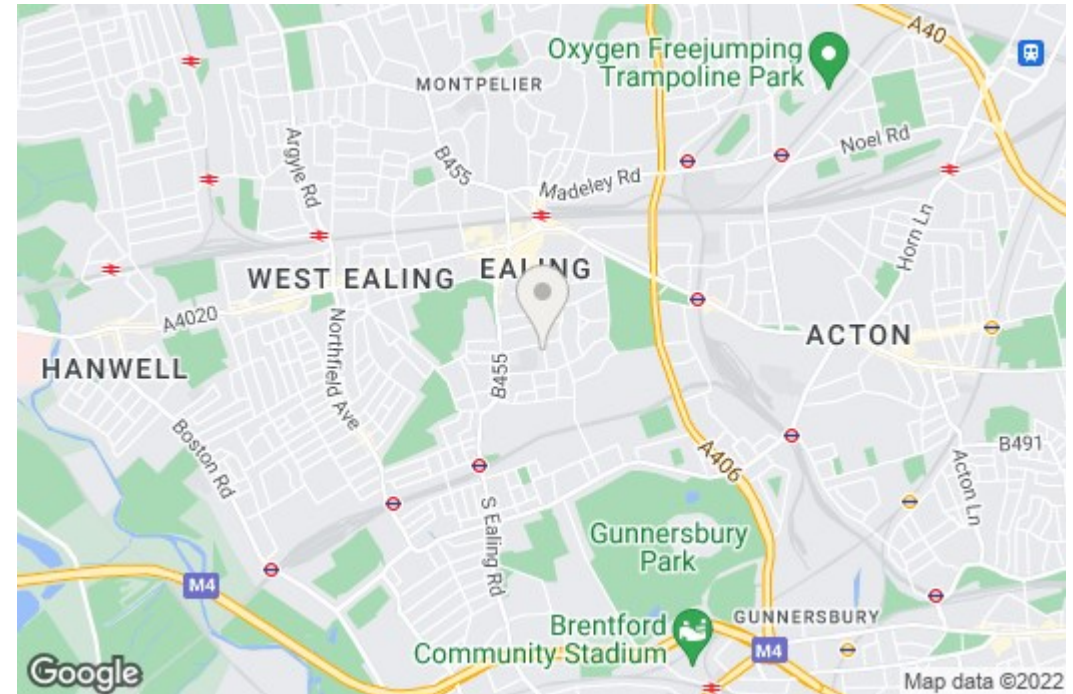 A40
Oxygen Freejumping
Trampoline Park
MONTPELIER
Argyle Rd
B455
Noel Rd
Madeley Rd
Horn Ln
WEST EALING
EALING
A4020
ACTON
HANWELL
Northfield Ave
B455
Boston Rd
A406
B491
Acton Ln
S Ealing Rd
Gunnersbury
Park
M4
GUNNERSBURY
Brentford
Community Stadium
M4
Google
Map data ©2022